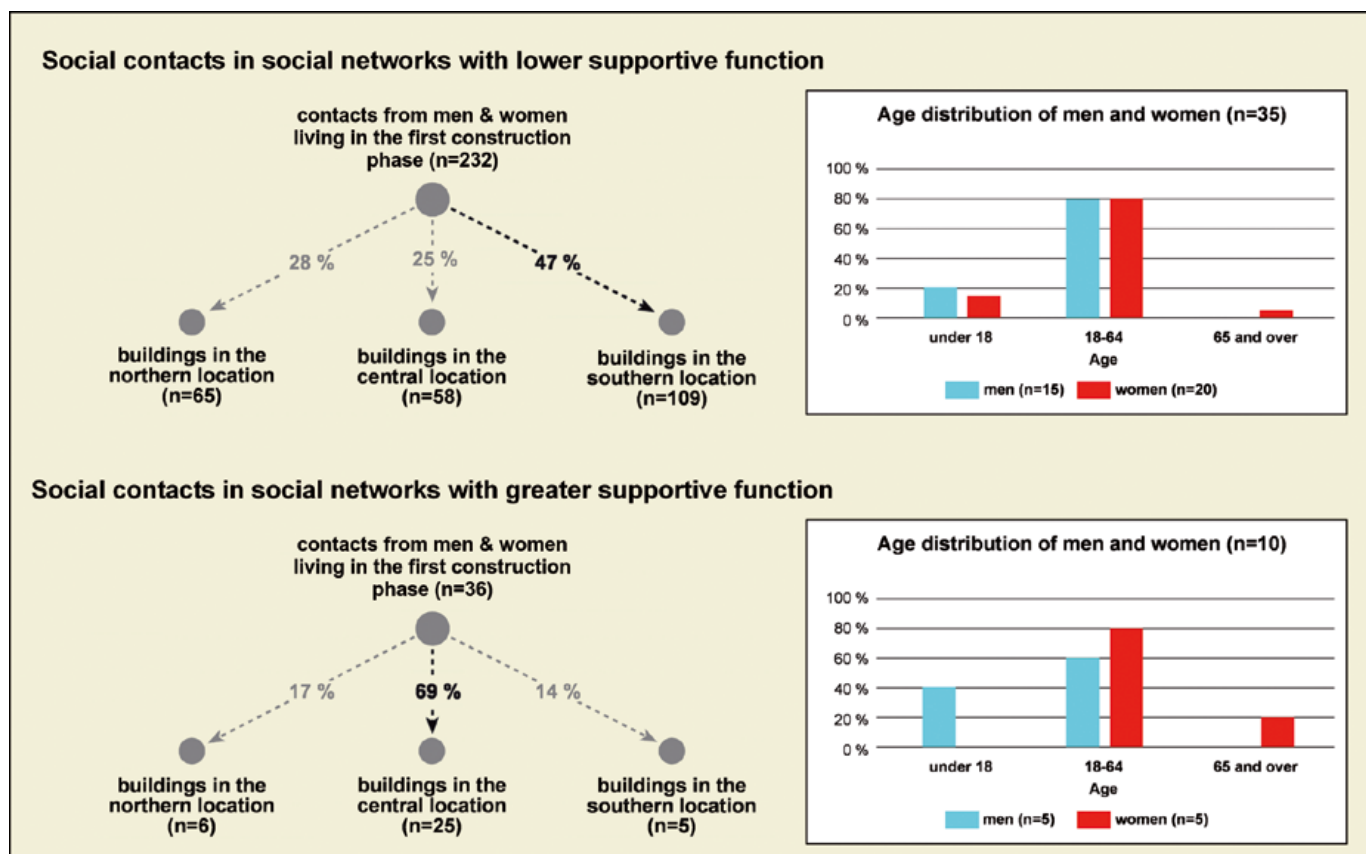 Social contacts in social networks with lower supportive function
contacts from men & women
living in the first construction
phase (n=232)
28 %
25 %
47 %
buildings in the
northern location
(n=65)
buildings in the
central location
(n=58)
buildings in the
southern location
(n=109)
Age distribution of men and women (n=35)
100 %
80 %
60 %
40 %
20 %
0 %
under 18
18-64
65 and over
Age
men (n=15)
women (n=20)
Social contacts in social networks with greater supportive function
contacts from men & women
living in the first construction
phase (n=36)
17 %
69 %
14 %
buildings in the
northern location
(n=6)
buildings in the
central location
(n=25)
buildings in the
southern location
(n=5)
Age distribution of men and women (n=10)
100 %
80 %
60 %
40 %
20 %
0 %
under 18
18-64
65 and over
Age
men (n=5)
women (n=5)